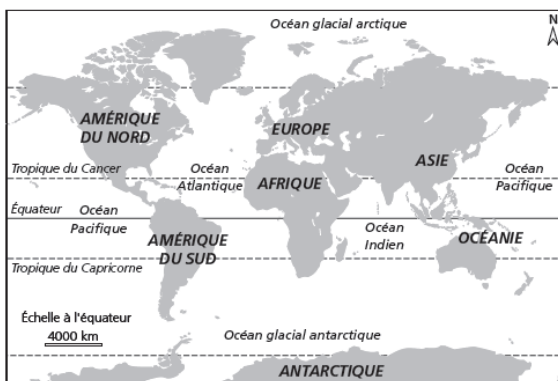 Océan glacial arctique
N
AMÉRIQUE
DU NORD
EUROPE
ASIE
Tropique du Cancer
Océan
Atlantique
AFRIQUE
Océan
Pacifique
Équateur
Océan
Pacifique
AMÉRIQUE
DU SUD
Océan
Indien
OCÉANIE
Tropique du Capricorne
Échelle à l'équateur
4000 km
Océan glacial antarctique
ANTARCTIQUE